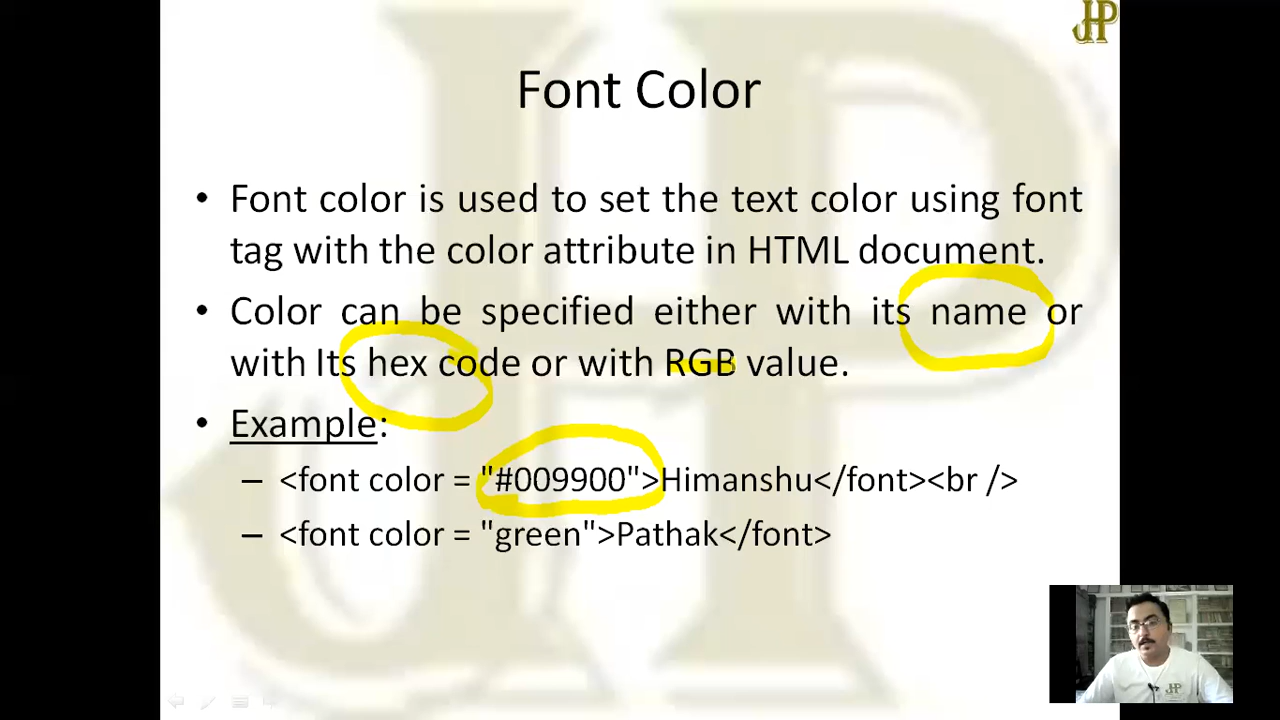 JHP
Font Color
• Font color is used to set the text color using font
tag with the color attribute in HTML document.
• Color can be specified either with its name or
with Its hex code or with RGB value.
• Example:
– <font color = "#009900">Himanshu</font><br />
– <font color = "green">Pathak</font>
JHP